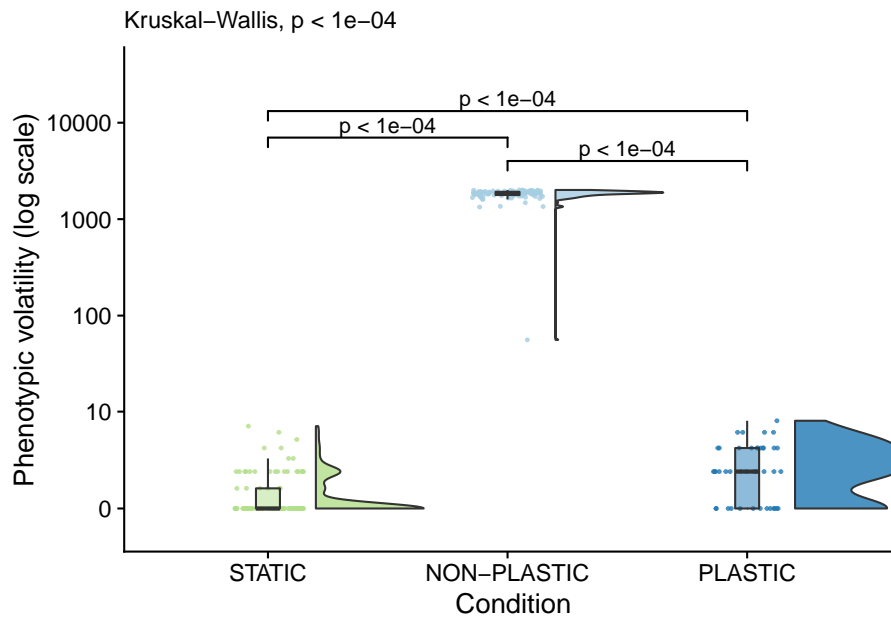 Kruskal−Wallis, p < 1e−04
p < 1e−04
p < 1e−04
p < 1e−04
Phenotypic volatility (log scale)
10000
1000
100
10
0
STATIC
NON−PLASTIC
PLASTIC
Condition